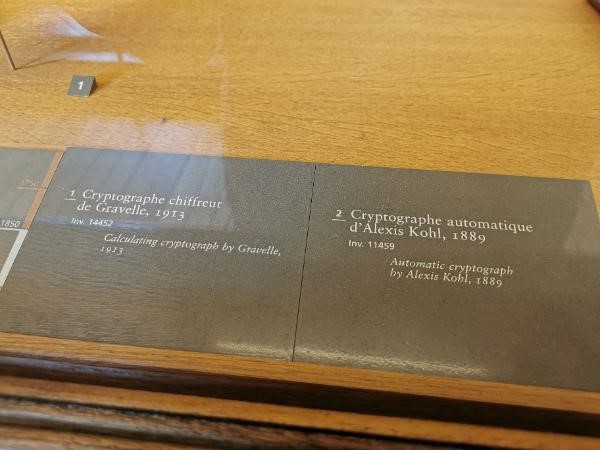 1
1750
1850
1 Cryptographe chiffreur
de Gravelle, 1913
Inv. 14452
Calculating cryptograph by Gravelle,
1913
2 Cryptographe automatique
d'Alexis Kohl, 1889
Inv. 11459
Automatic cryptograph
by Alexis Kohl, 1889